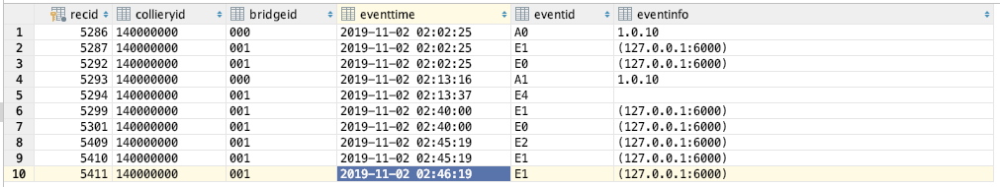 recid collieryid bridgeid eventtime eventid eventinfo
1 5286 140000000 000 2019-11-02 02:02:25 A0 1.0.10
2 5287 140000000 001 2019-11-02 02:02:25 E1 (127.0.0.1:6000)
3 5292 140000000 001 2019-11-02 02:02:25 E0 (127.0.0.1:6000)
4 5293 140000000 000 2019-11-02 02:13:16 A1 1.0.10
5 5294 140000000 001 2019-11-02 02:13:37 E4
6 5299 140000000 001 2019-11-02 02:40:00 E1 (127.0.0.1:6000)
7 5301 140000000 001 2019-11-02 02:40:00 E0 (127.0.0.1:6000)
8 5409 140000000 001 2019-11-02 02:45:19 E2 (127.0.0.1:6000)
9 5410 140000000 001 2019-11-02 02:45:19 E1 (127.0.0.1:6000)
10 5411 140000000 001 2019-11-02 02:46:19 E1 (127.0.0.1:6000)